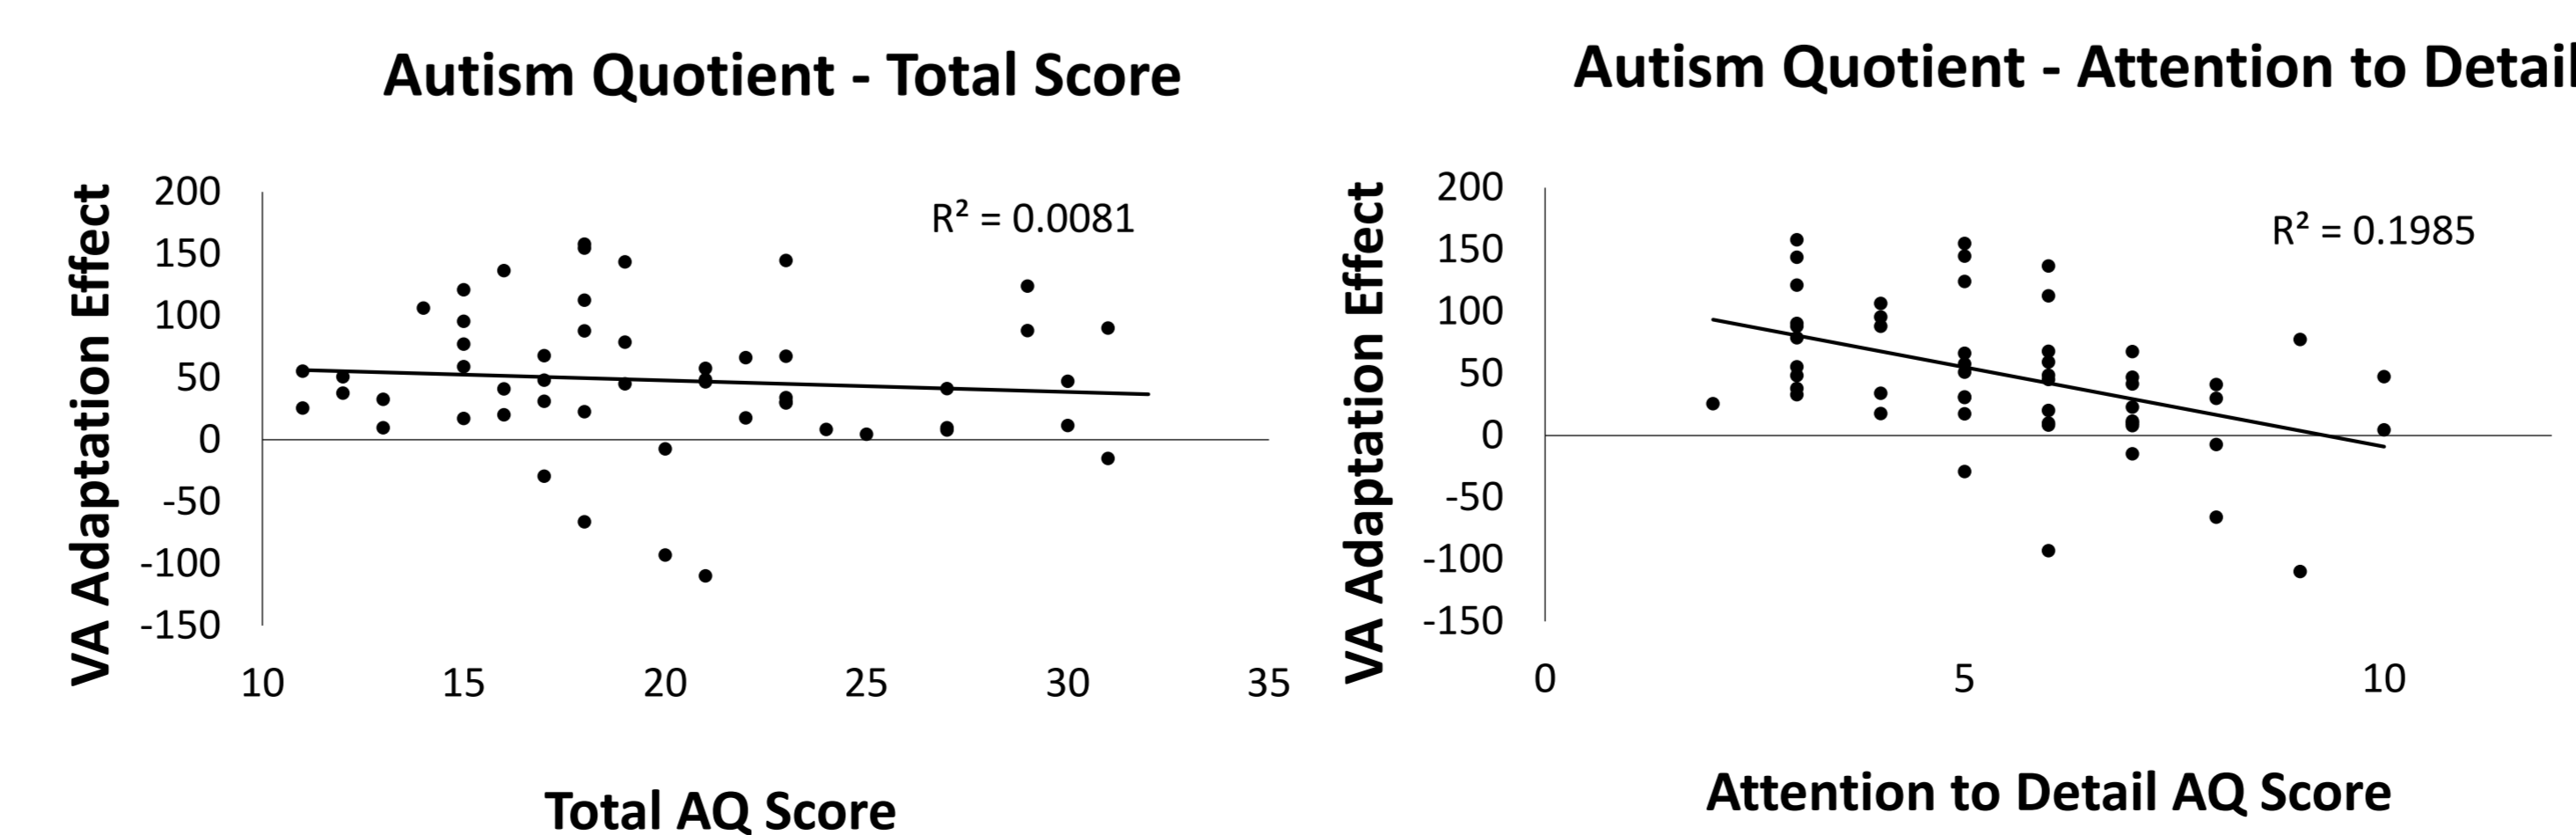 Autism Quotient - Total Score
VA Adaptation Effect
200
150
100
50
0
-50
-100
-150
R² = 0.0081
10 15 20 25 30 35
Total AQ Score
Autism Quotient - Attention to Detail
VA Adaptation Effect
200
150
100
50
0
-50
-100
-150
R² = 0.1985
0 5 10
Attention to Detail AQ Score